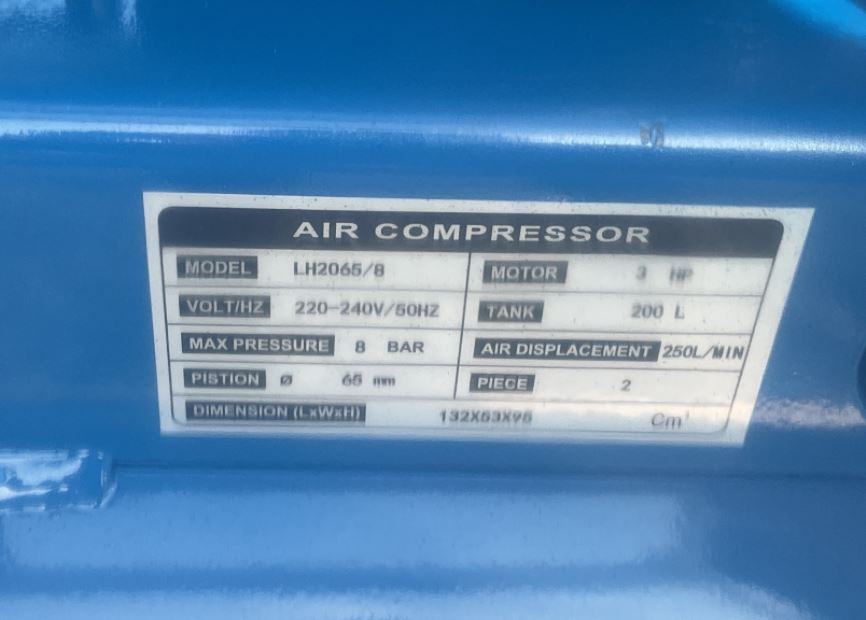 AIR COMPRESSOR
MODEL LH2065/8 MOTOR 3 HP
VOLT/HZ 220-240V/50HZ TANK 200 L
MAX PRESSURE 8 BAR AIR DISPLACEMENT 250L/MIN
PISTION Ø 65 mm PIECE 2
DIMENSION (LxWxH) 132X53X95 Cm³